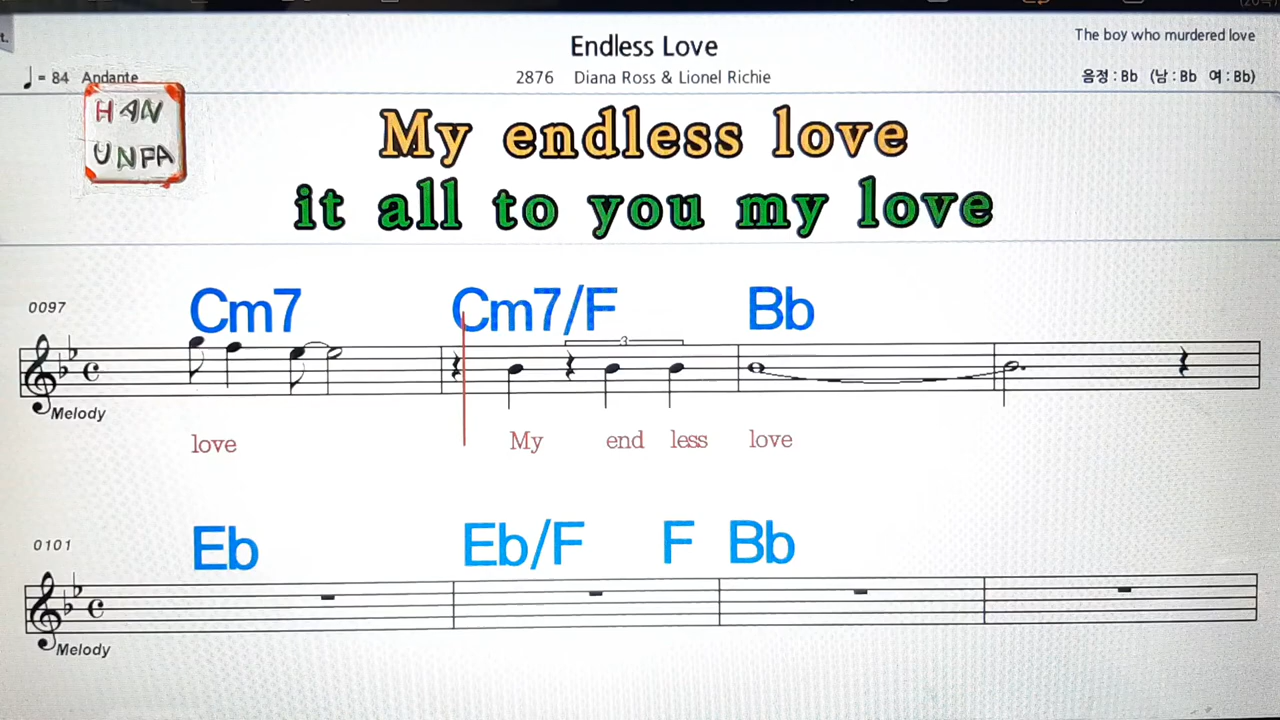 Endless Love
The boy who murdered love
♩ = 84 Andante
2876 Diana Ross & Lionel Richie
음정 : Bb (남 : Bb 여 : Bb)
HAN
UNFA
My endless love
it all to you my love
0097
Cm7 Cm7/F Bb
3
Melody
love My end less love
0101
Eb Eb/F F Bb
Melody